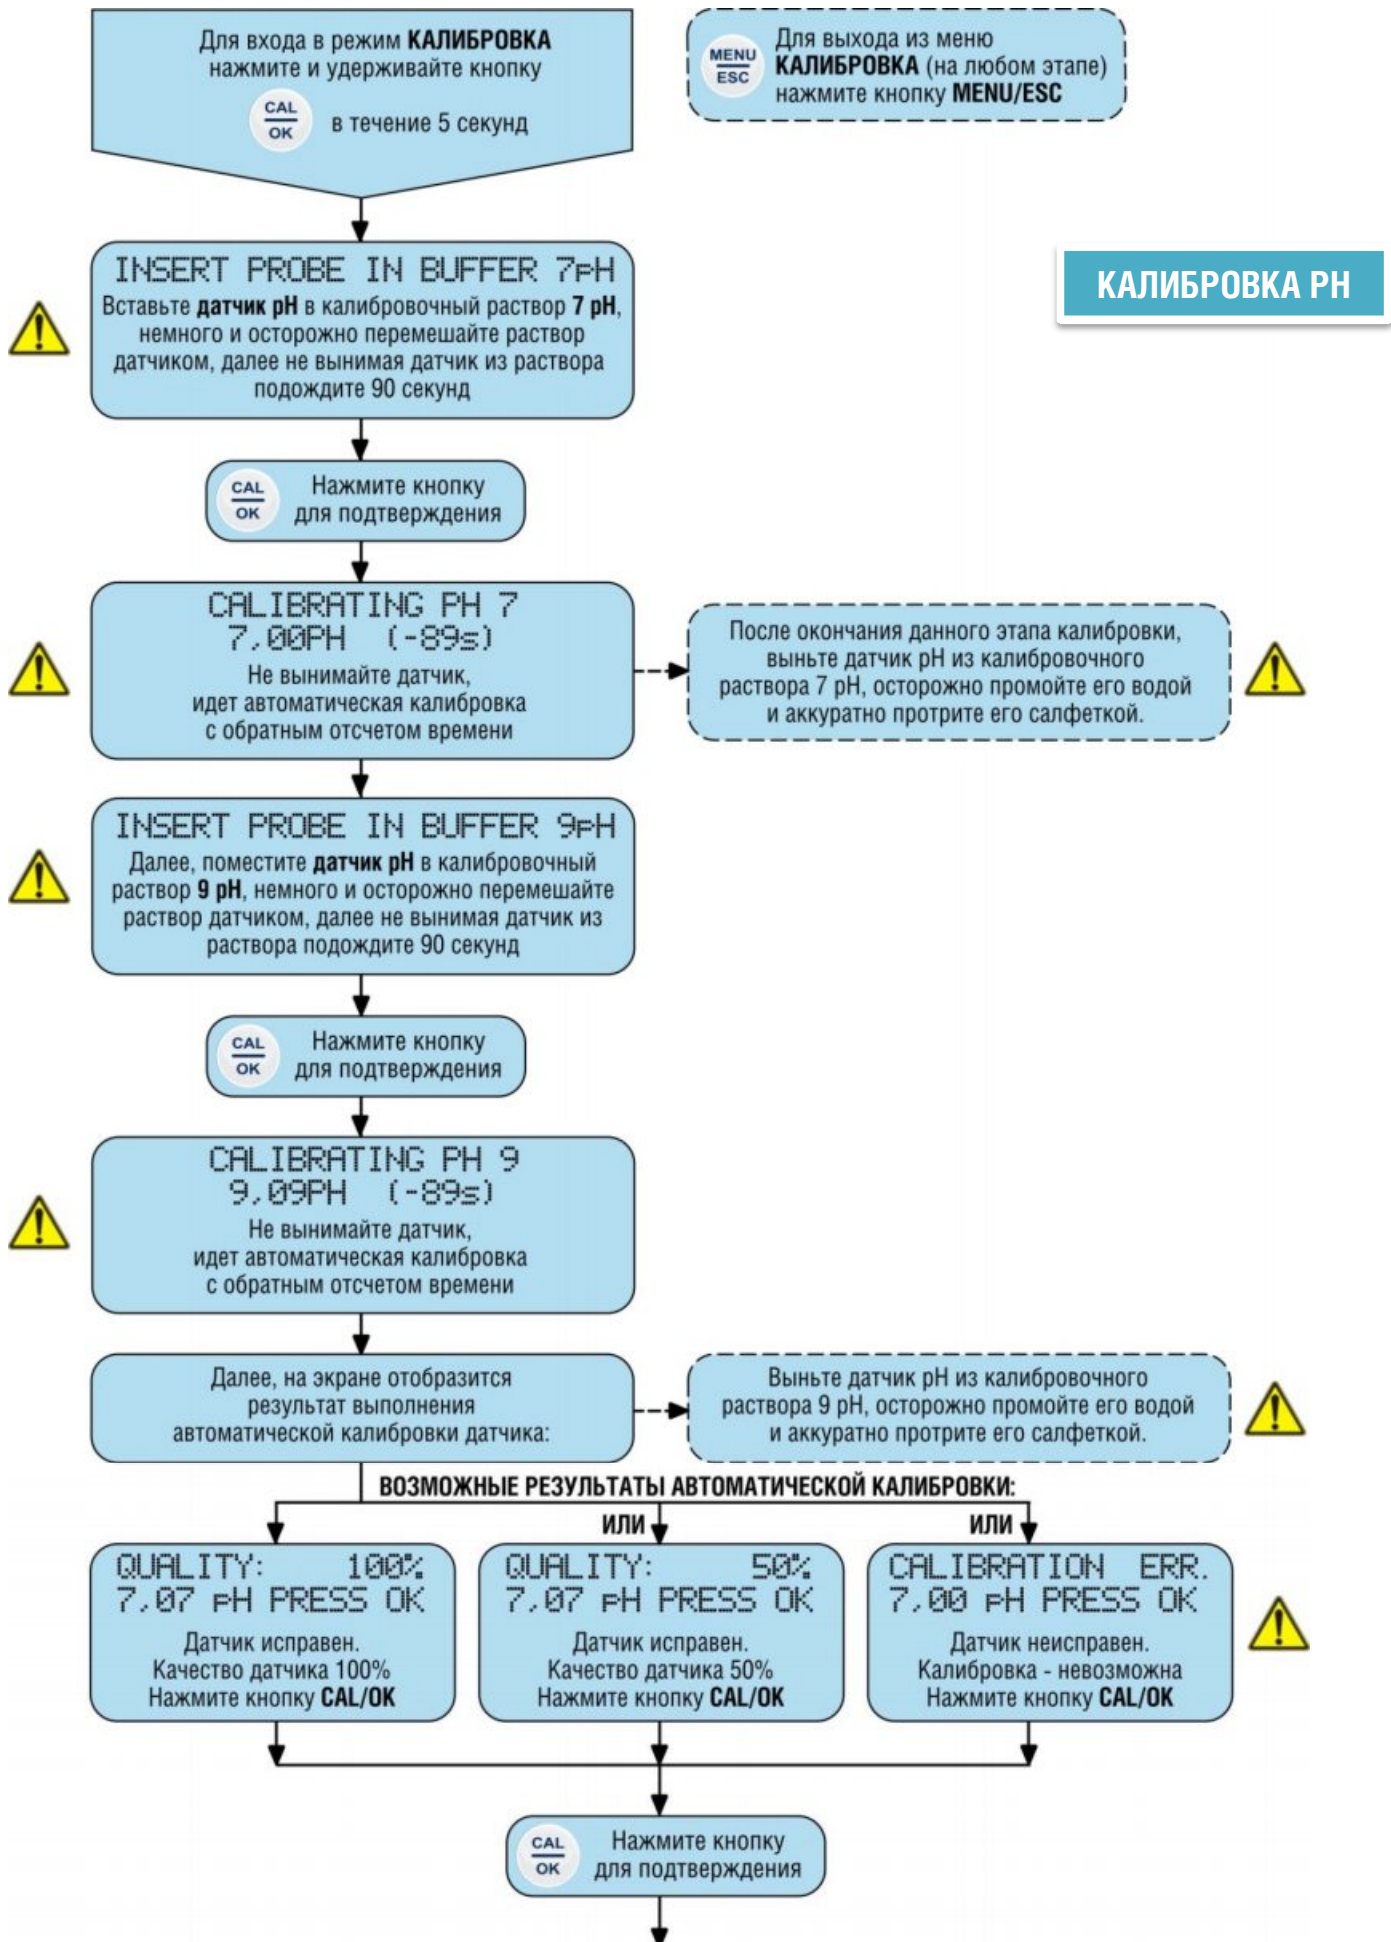 Для входа в режим КАЛИБРОВКА
нажмите и удерживайте кнопку
CAL
OK
в течение 5 секунд
MENU
ESC
Для выхода из меню
КАЛИБРОВКА (на любом этапе)
нажмите кнопку MENU/ESC
КАЛИБРОВКА PH
INSERT PROBE IN BUFFER 7pH
Вставьте датчик pH в калибровочный раствор 7 pH,
немного и осторожно перемешайте раствор
датчиком, далее не вынимая датчик из раствора
подождите 90 секунд
CAL
OK
Нажмите кнопку
для подтверждения
CALIBRATING PH 7
7,00PH (-89s)
Не вынимайте датчик,
идет автоматическая калибровка
с обратным отсчетом времени
После окончания данного этапа калибровки,
выньте датчик pH из калибровочного
раствора 7 pH, осторожно промойте его водой
и аккуратно протрите его салфеткой.
INSERT PROBE IN BUFFER 9pH
Далее, поместите датчик pH в калибровочный
раствор 9 pH, немного и осторожно перемешайте
раствор датчиком, далее не вынимая датчик из
раствора подождите 90 секунд
CAL
OK
Нажмите кнопку
для подтверждения
CALIBRATING PH 9
9,09PH (-89s)
Не вынимайте датчик,
идет автоматическая калибровка
с обратным отсчетом времени
Далее, на экране отобразится
результат выполнения
автоматической калибровки датчика:
Выньте датчик pH из калибровочного
раствора 9 pH, осторожно промойте его водой
и аккуратно протрите его салфеткой.
ВОЗМОЖНЫЕ РЕЗУЛЬТАТЫ АВТОМАТИЧЕСКОЙ КАЛИБРОВКИ:
ИЛИ
ИЛИ
QUALITY: 100%
7,07 pH PRESS OK
Датчик исправен.
Качество датчика 100%
Нажмите кнопку CAL/OK
QUALITY: 50%
7,07 pH PRESS OK
Датчик исправен.
Качество датчика 50%
Нажмите кнопку CAL/OK
CALIBRATION ERR.
7,00 pH PRESS OK
Датчик неисправен.
Калибровка - невозможна
Нажмите кнопку CAL/OK
CAL
OK
Нажмите кнопку
для подтверждения